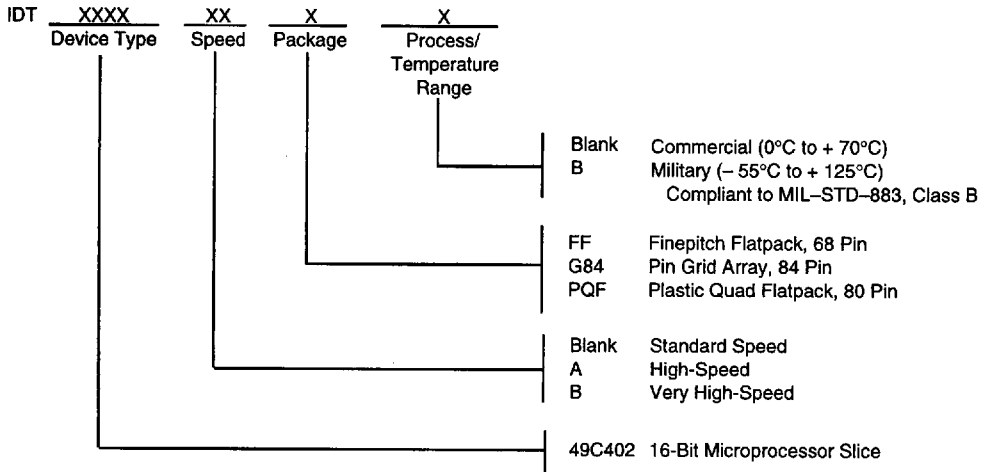 IDT XXXX XX X X
Device Type Speed Package Process/
Temperature
Range
Blank Commercial (0°C to + 70°C)
B Military (– 55°C to + 125°C)
Compliant to MIL–STD–883, Class B
FF Finepitch Flatpack, 68 Pin
G84 Pin Grid Array, 84 Pin
PQF Plastic Quad Flatpack, 80 Pin
Blank Standard Speed
A High-Speed
B Very High-Speed
49C402 16-Bit Microprocessor Slice